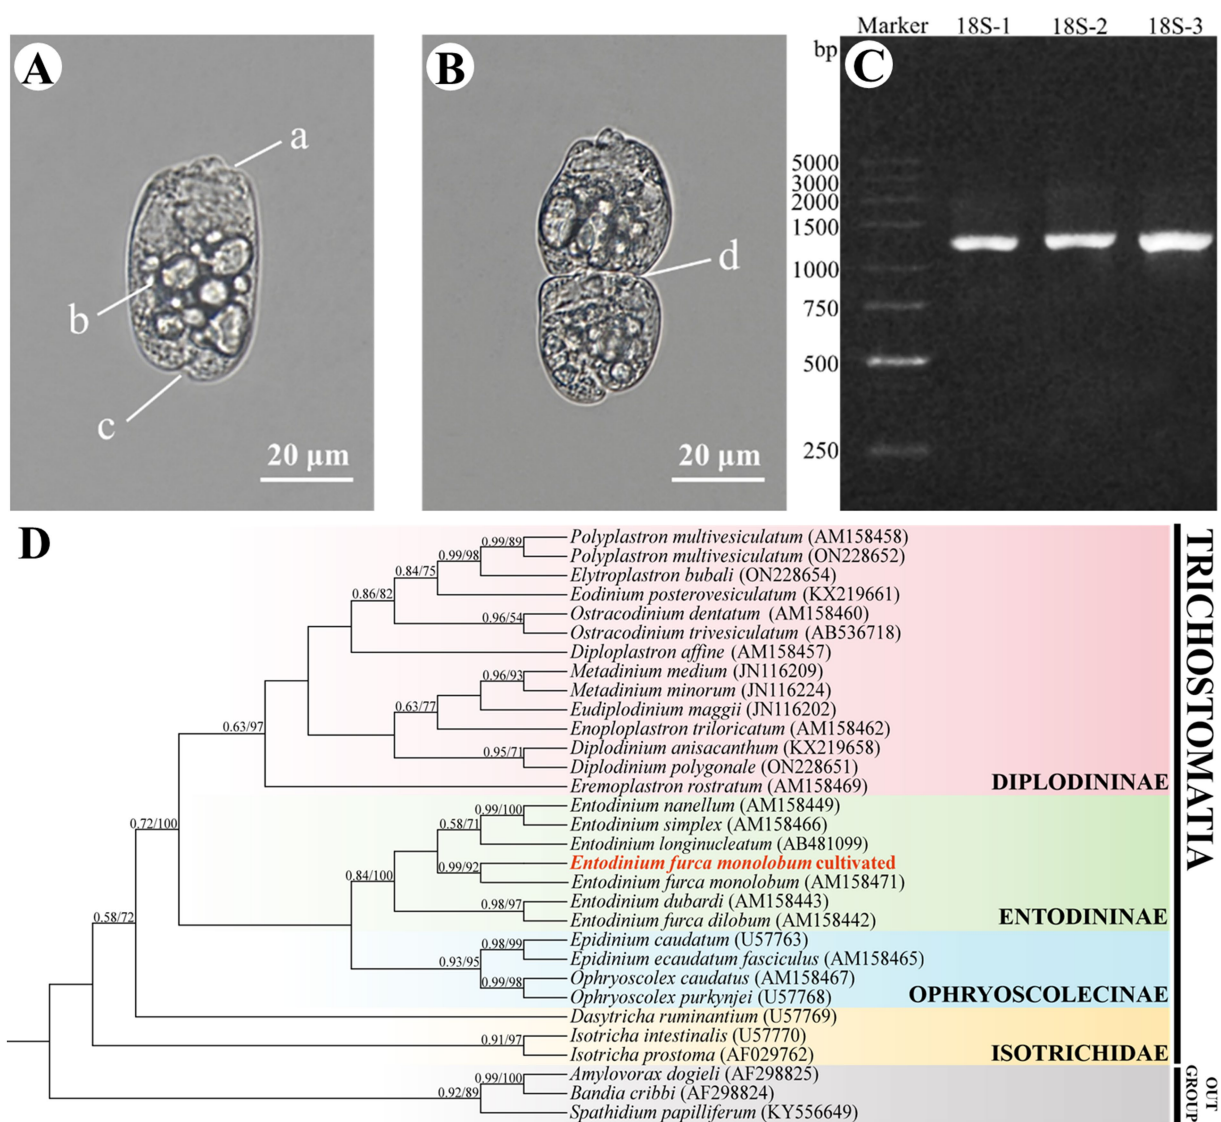 A
a
b
c
20 µm
B
d
20 µm
Marker 18S-1 18S-2 18S-3
bp
C
5000
3000
2000
1500
1000
750
500
250
D
0.99/89
Polyplastron multivesiculatum (AM158458)
0.99/98
Polyplastron multivesiculatum (ON228652)
0.84/75
Elytroplastron bubali (ON228654)
0.86/82
Eodinium posterovesiculatum (KX219661)
0.96/54
Ostracodinium dentatum (AM158460)
Ostracodinium trivesiculatum (AB536718)
Diploplastron affine (AM158457)
0.96/93
Metadinium medium (JN116209)
Metadinium minorum (JN116224)
0.63/77
Eudiplodinium maggii (JN116202)
0.63/97
Enoploplastron triloricatum (AM158462)
0.95/71
Diplodinium anisacanthum (KX219658)
Diplodinium polygonale (ON228651)
Eremoplastron rostratum (AM158469)
DIPLODININAE
0.99/100
Entodinium nanellum (AM158449)
0.72/100
0.58/71
Entodinium simplex (AM158466)
Entodinium longinucleatum (AB481099)
0.99/92
Entodinium furca monolobum cultivated
0.84/100
Entodinium furca monolobum (AM158471)
0.98/97
Entodinium dubardi (AM158443)
0.58/72
Entodinium furca dilobum (AM158442)
ENTODININAE
0.98/99
Epidinium caudatum (U57763)
0.93/95
Epidinium ecaudatum fasciculus (AM158465)
0.99/98
Ophryoscolex caudatus (AM158467)
Ophryoscolex purkynjei (U57768)
OPHRYOSCOLECINAE
Dasytricha ruminantium (U57769)
0.91/97
Isotricha intestinalis (U57770)
Isotricha prostoma (AF029762)
ISOTRICHIDAE
0.99/100
Amylovorax dogieli (AF298825)
0.92/89
Bandia cribbi (AF298824)
Spathidium papilliferum (KY556649)
TRICHOSTOMATIA
OUT
GROUP